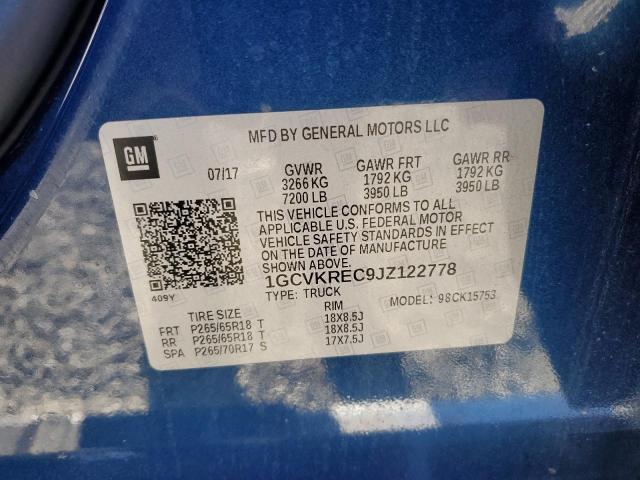 GM
MFD BY GENERAL MOTORS LLC
07/17 GVWR GAWR FRT GAWR RR
3266 KG 1792 KG 1792 KG
7200 LB 3950 LB 3950 LB
THIS VEHICLE CONFORMS TO ALL
APPLICABLE U.S. FEDERAL MOTOR
VEHICLE SAFETY STANDARDS IN EFFECT
ON THE DATE OF MANUFACTURE
SHOWN ABOVE.
1GCVKREC9JZ122778
409Y TYPE: TRUCK MODEL: 98CK15753
TIRE SIZE RIM
FRT P265/65R18 T 18X8.5J
RR P265/65R18 T 18X8.5J
SPA P265/70R17 S 17X7.5J